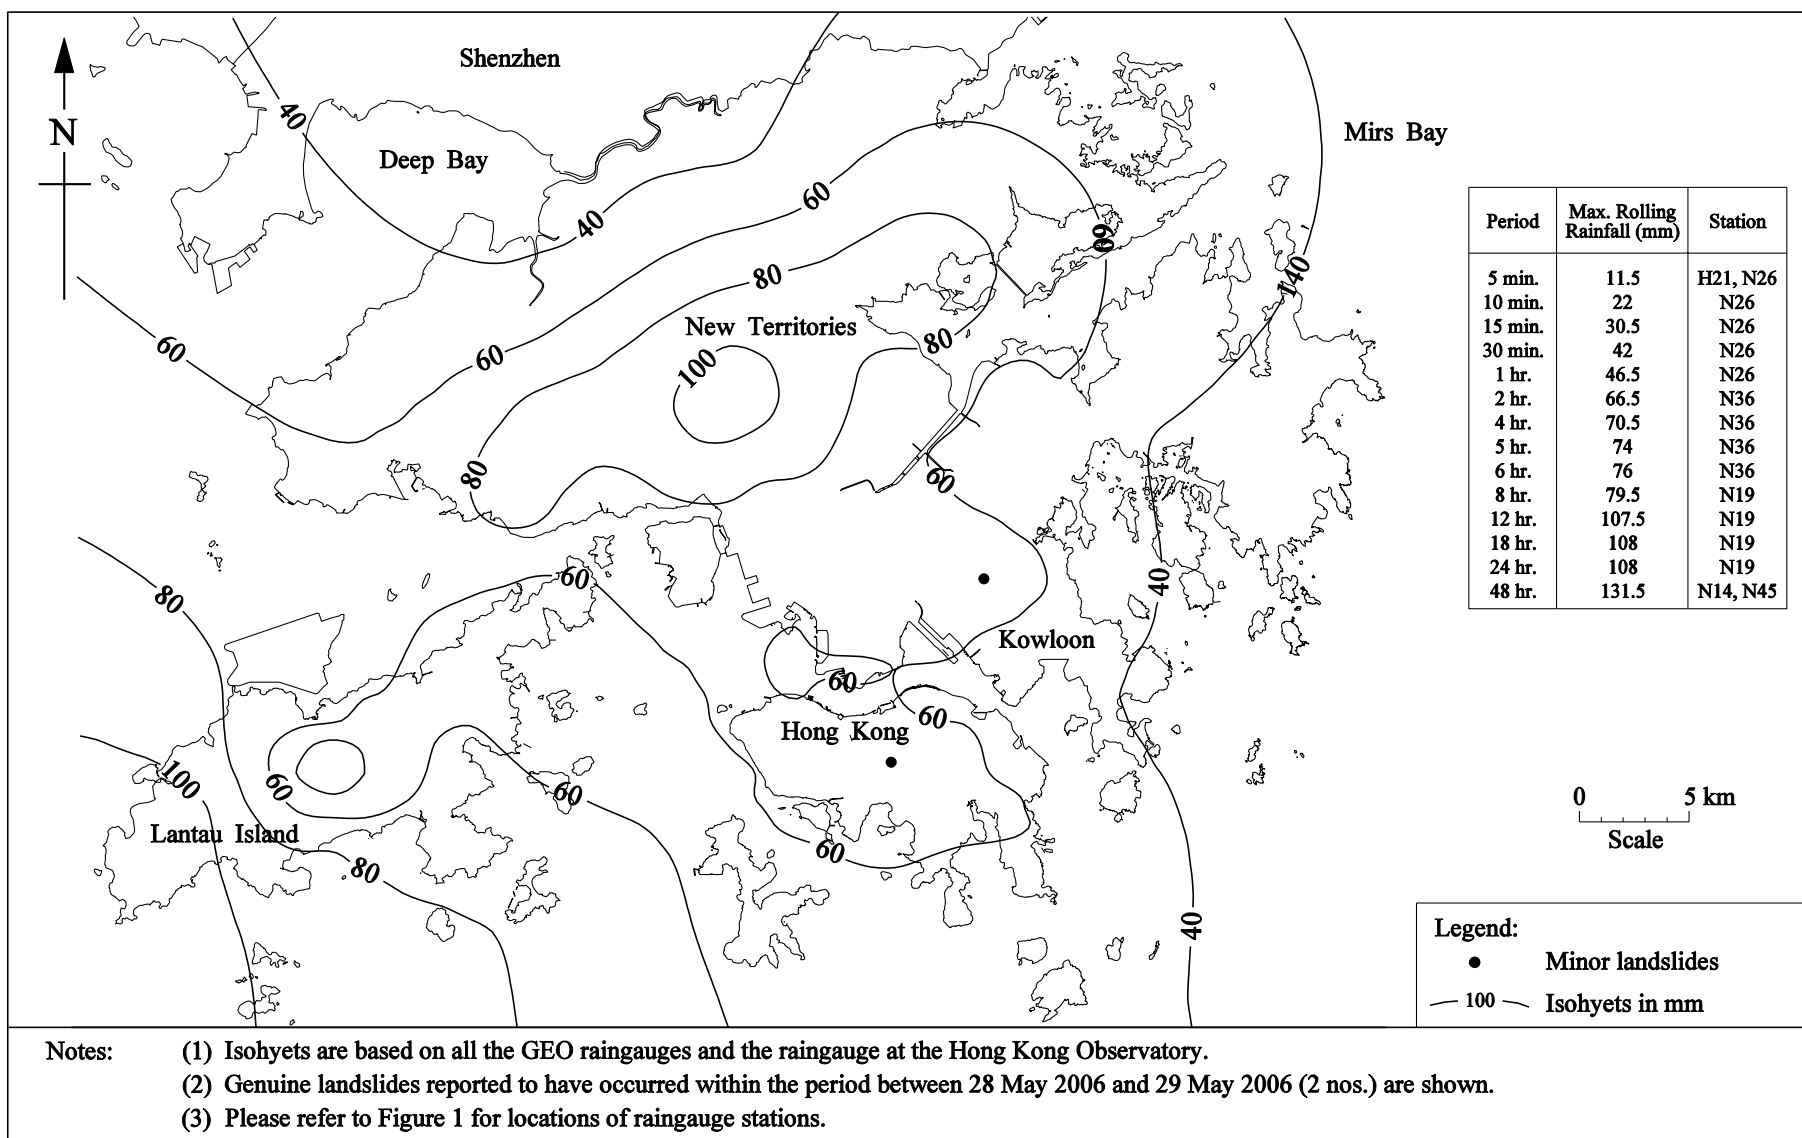 Shenzhen
40
Mirs Bay
N
Deep Bay
60
40
60
80
140
New Territories
60
60
80
100
80
60
60
80
40
Kowloon
60
60
Hong Kong
100
60
60
Lantau Island
60
80
40
Period Max. Rolling Rainfall (mm) Station
5 min. 11.5 H21, N26
10 min. 22 N26
15 min. 30.5 N26
30 min. 42 N26
1 hr. 46.5 N26
2 hr. 66.5 N36
4 hr. 70.5 N36
5 hr. 74 N36
6 hr. 76 N36
8 hr. 79.5 N19
12 hr. 107.5 N19
18 hr. 108 N19
24 hr. 108 N19
48 hr. 131.5 N14, N45
0 5 km
Scale
Legend:
Minor landslides
100 Isohyets in mm
Notes: (1) Isohyets are based on all the GEO raingauges and the raingauge at the Hong Kong Observatory.
(2) Genuine landslides reported to have occurred within the period between 28 May 2006 and 29 May 2006 (2 nos.) are shown.
(3) Please refer to Figure 1 for locations of raingauge stations.